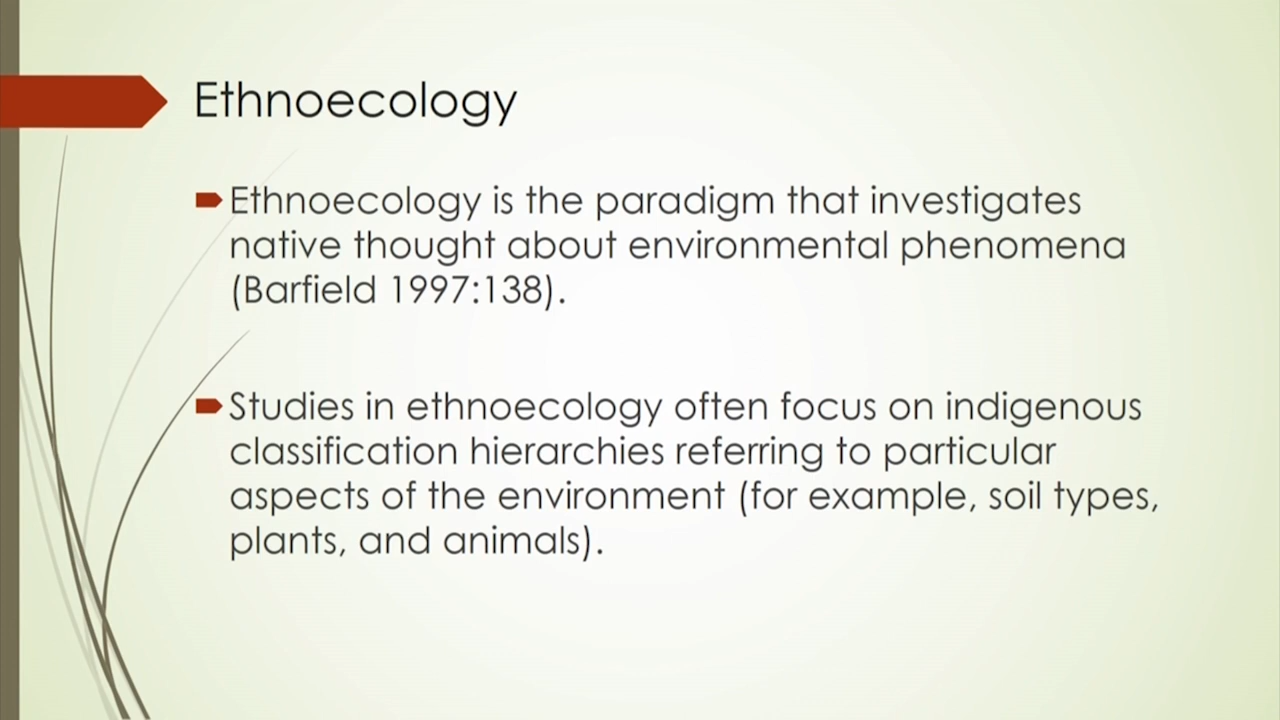 Ethnoecology
Ethnoecology is the paradigm that investigates
native thought about environmental phenomena
(Barfield 1997:138).
Studies in ethnoecology often focus on indigenous
classification hierarchies referring to particular
aspects of the environment (for example, soil types,
plants, and animals).